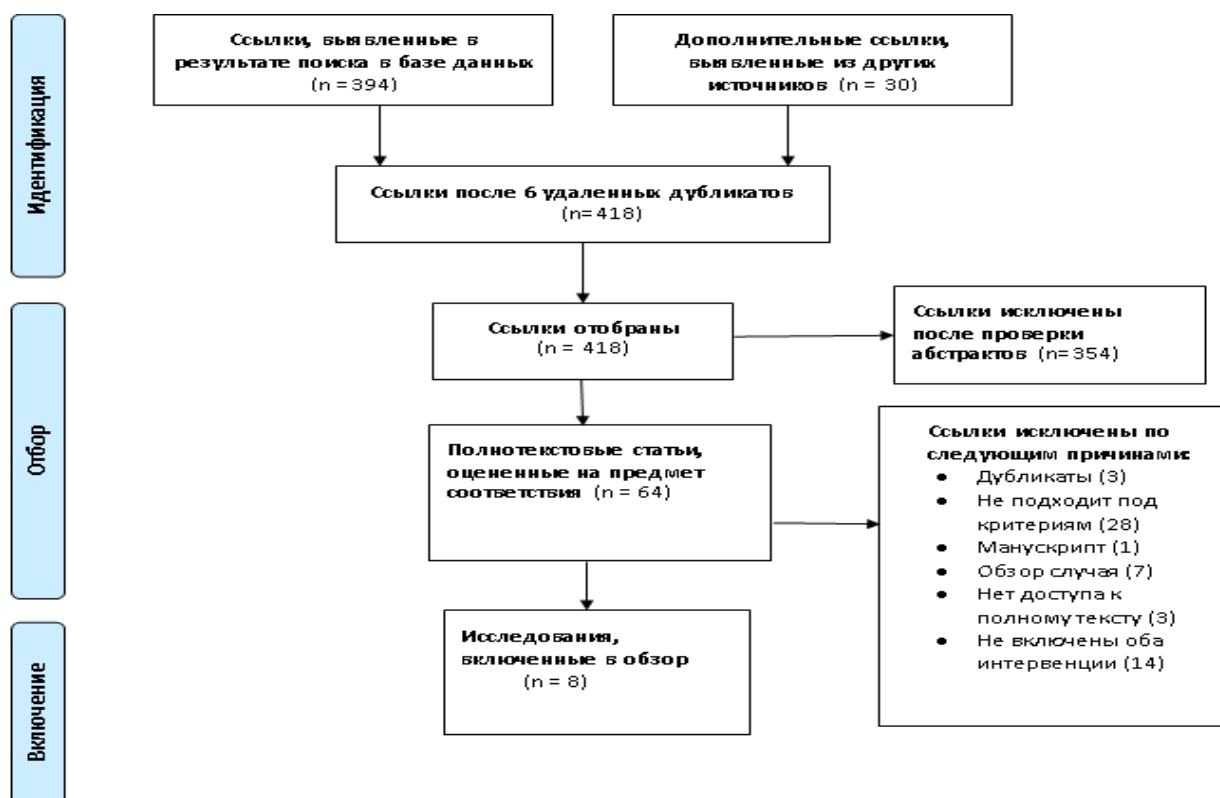 Идентификация
Ссылки, выявленные в
результате поиска в базе данных
(n = 394)
Дополнительные ссылки,
выявленные из других
источников (n = 30)
Ссылки после 6 удаленных дубликатов
(n= 418)
Отбор
Ссылки отобраны
(n = 418)
Ссылки исключены
после проверки
абстрактов (n= 354)
Полнотекстовые статьи,
оцененные на предмет
соответствия (n = 64)
Ссылки исключены по
следующим причинами:
● Дубликаты (3)
● Не подходит под
критериям (28)
● Манускрипт (1)
● Обзор случая (7)
● Нет доступа к
полному тексту (3)
● Не включены оба
интервенции (14)
Включение
Исследования,
включенные в обзор
(n = 8)